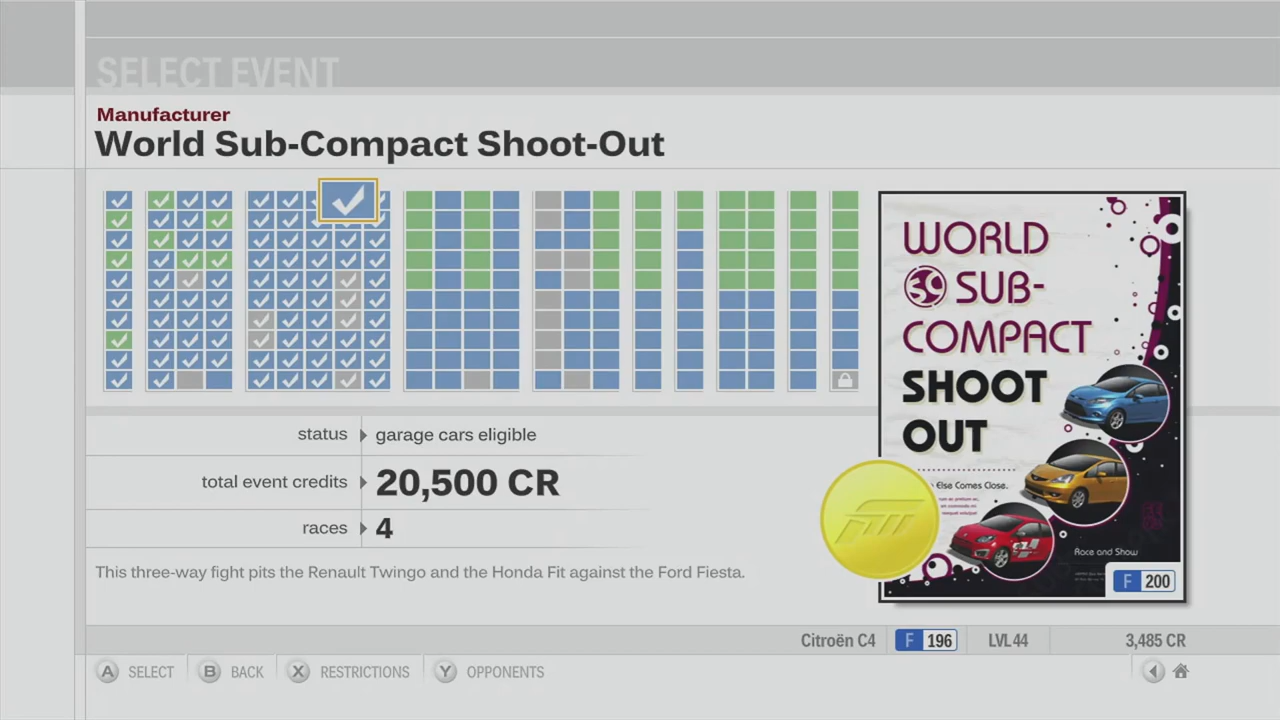 SELECT EVENT
Manufacturer
World Sub-Compact Shoot-Out
WORLD
SUB-
COMPACT
SHOOT
OUT
Else Comes Close.
Race and Show
F 200
status garage cars eligible
total event credits 20,500 CR
races 4
This three-way fight pits the Renault Twingo and the Honda Fit against the Ford Fiesta.
Citroën C4 F 196 LVL 44 3,485 CR
A SELECT B BACK X RESTRICTIONS Y OPPONENTS